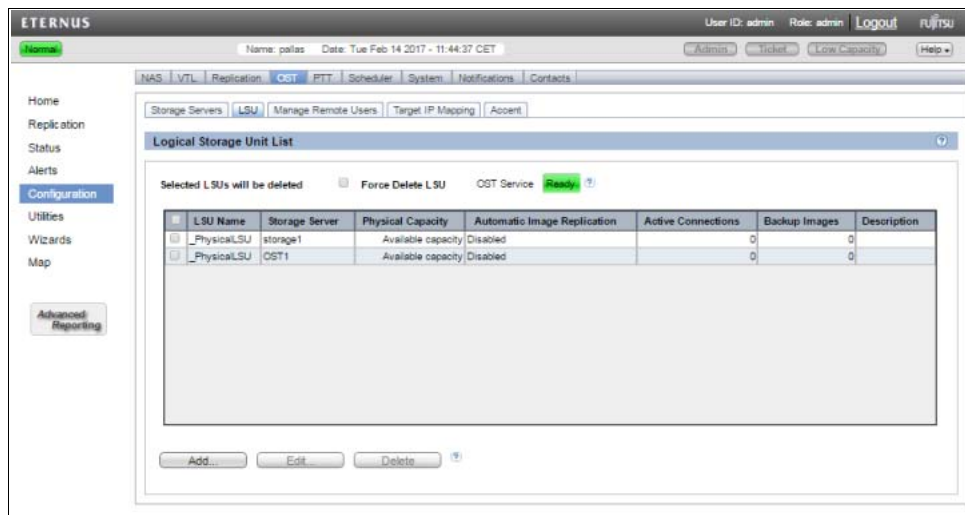 ETERNUS
User ID: admin Role: admin Logout FUJITSU
Normal Name: pallas Date: Tue Feb 14 2017 - 11:44:37 CET Admin Ticket Low Capacity Help
NAS VTL Replication OST PTT Scheduler System Notifications Contacts
Storage Servers LSU Manage Remote Users Target IP Mapping Accent
Home
Replication
Status
Alerts
Configuration
Utilities
Wizards
Map
Advanced Reporting
Logical Storage Unit List ?
Selected LSUs will be deleted Force Delete LSU OST Service Ready ?
LSU Name Storage Server Physical Capacity Automatic Image Replication Active Connections Backup Images Description
_PhysicalLSU storage1 Available capacity Disabled 0 0
_PhysicalLSU OST1 Available capacity Disabled 0 0
Add... Edit... Delete ?